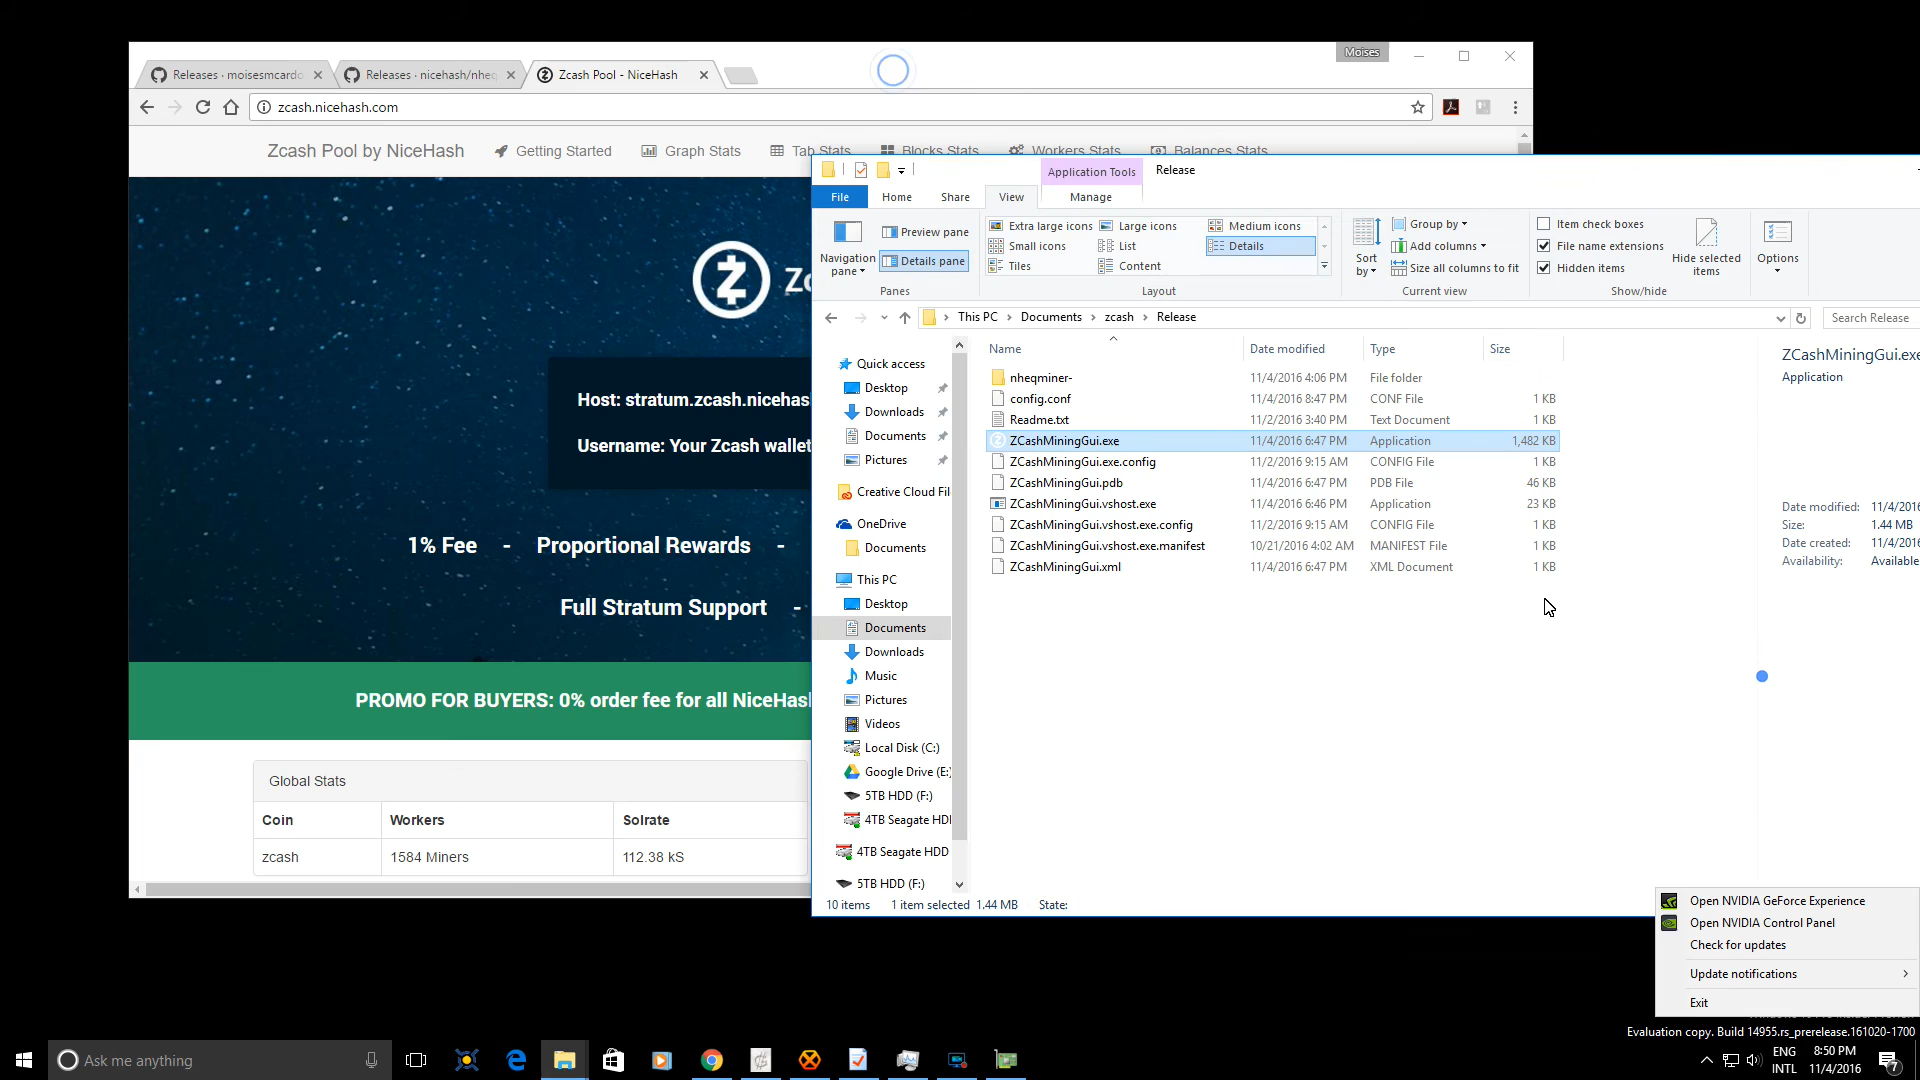 Moises
Releases · moisesmcardo
Releases · nicehash/nheq
Zcash Pool - NiceHash
zcash.nicehash.com
Zcash Pool by NiceHash
Getting Started
Graph Stats
Tab Stats
Blocks Stats
Workers Stats
Balances Stats
Host: stratum.zcash.nicehas
Username: Your Zcash wallet
1% Fee - Proportional Rewards -
Full Stratum Support -
PROMO FOR BUYERS: 0% order fee for all NiceHas
Global Stats
Coin Workers Solrate
zcash 1584 Miners 112.38 kS
Application Tools
Release
File Home Share View Manage
Navigation pane
Preview pane
Details pane
Panes
Extra large icons
Large icons
Medium icons
Small icons
List
Details
Tiles
Content
Layout
Sort by
Group by
Add columns
Size all columns to fit
Current view
Item check boxes
File name extensions
Hidden items
Hide selected items
Show/hide
Options
This PC > Documents > zcash > Release
Search Release
Quick access
Desktop
Downloads
Documents
Pictures
Creative Cloud Fil
OneDrive
Documents
This PC
Desktop
Documents
Downloads
Music
Pictures
Videos
Local Disk (C:)
Google Drive (E:
5TB HDD (F:)
4TB Seagate HD
4TB Seagate HDD
5TB HDD (F:)
Name Date modified Type Size
nheqminer- 11/4/2016 4:06 PM File folder
config.conf 11/4/2016 8:47 PM CONF File 1 KB
Readme.txt 11/2/2016 3:40 PM Text Document 1 KB
ZCashMiningGui.exe 11/4/2016 6:47 PM Application 1,482 KB
ZCashMiningGui.exe.config 11/2/2016 9:15 AM CONFIG File 1 KB
ZCashMiningGui.pdb 11/4/2016 6:47 PM PDB File 46 KB
ZCashMiningGui.vshost.exe 11/4/2016 6:46 PM Application 23 KB
ZCashMiningGui.vshost.exe.config 11/2/2016 9:15 AM CONFIG File 1 KB
ZCashMiningGui.vshost.exe.manifest 10/21/2016 4:02 AM MANIFEST File 1 KB
ZCashMiningGui.xml 11/4/2016 6:47 PM XML Document 1 KB
ZCashMiningGui.exe
Application
Date modified: 11/4/2016
Size: 1.44 MB
Date created: 11/4/2016
Availability: Available
10 items 1 item selected 1.44 MB State:
Open NVIDIA GeForce Experience
Open NVIDIA Control Panel
Check for updates
Update notifications
Exit
Evaluation copy. Build 14955.rs_prerelease.161020-1700
Ask me anything
ENG
INTL
8:50 PM
11/4/2016
7